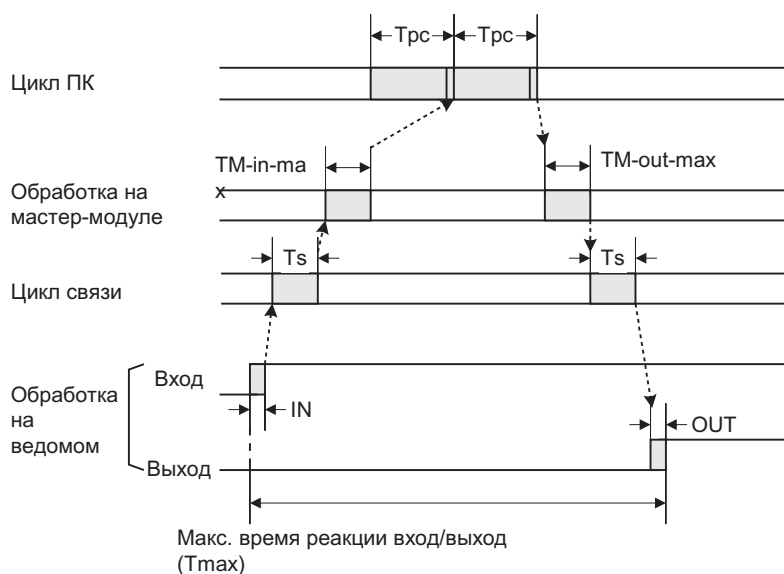 Tpc Tpc
Цикл ПК
TM-in-ma
x
TM-out-max
Обработка на
мастер-модуле
Ts Ts
Цикл связи
Вход
IN
Обработка
на
ведомом
OUT
Выход
Макс. время реакции вход/выход
(Tmax)